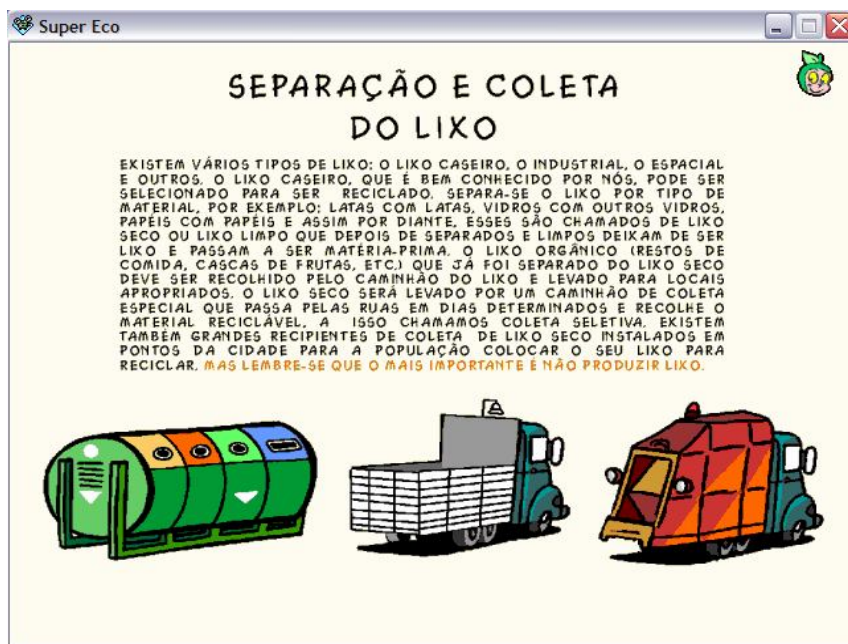 Super Eco
SEPARAÇÃO E COLETA
DO LIXO
EXISTEM VÁRIOS TIPOS DE LIXO: O LIXO CASEIRO, O INDUSTRIAL, O ESPACIAL
E OUTROS. O LIXO CASEIRO, QUE É BEM CONHECIDO POR NÓS, PODE SER
SELECIONADO PARA SER RECICLADO. SEPARA-SE O LIXO POR TIPO DE
MATERIAL, POR EXEMPLO: LATAS COM LATAS, VIDROS COM OUTROS VIDROS,
PAPÉIS COM PAPÉIS E ASSIM POR DIANTE, ESSES SÃO CHAMADOS DE LIXO
SECO OU LIXO LIMPO QUE DEPOIS DE SEPARADOS E LIMPOS DEIXAM DE SER
LIXO E PASSAM A SER MATÉRIA-PRIMA. O LIXO ORGÂNICO (RESTOS DE
COMIDA, CASCAS DE FRUTAS, ETC.) QUE JÁ FOI SEPARADO DO LIXO SECO
DEVE SER RECOLHIDO PELO CAMINHÃO DO LIXO E LEVADO PARA LOCAIS
APROPRIADOS. O LIXO SECO SERÁ LEVADO POR UM CAMINHÃO DE COLETA
ESPECIAL QUE PASSA PELAS RUAS EM DIAS DETERMINADOS E RECOLHE O
MATERIAL RECICLÁVEL, A ISSO CHAMAMOS COLETA SELETIVA. EXISTEM
TAMBÉM GRANDES RECIPIENTES DE COLETA DE LIXO SECO INSTALADOS EM
PONTOS DA CIDADE PARA A POPULAÇÃO COLOCAR O SEU LIXO PARA
RECICLAR. MAS LEMBRE-SE QUE O MAIS IMPORTANTE É NÃO PRODUZIR LIXO.